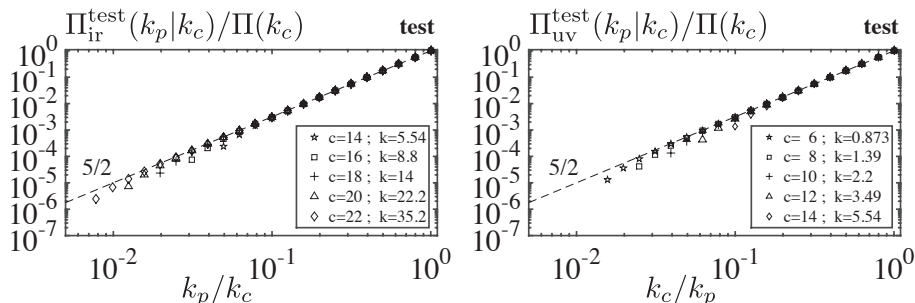 Π_ir^test(k_p|k_c)/Π(k_c) test
10^0
10^-1
10^-2
10^-3
10^-4
10^-5
10^-6
10^-7
5/2
c=14 ; k=5.54
c=16 ; k=8.8
c=18 ; k=14
c=20 ; k=22.2
c=22 ; k=35.2
10^-2 10^-1 10^0
k_p/k_c
Π_uv^test(k_p|k_c)/Π(k_c) test
10^0
10^-1
10^-2
10^-3
10^-4
10^-5
10^-6
10^-7
5/2
c= 6 ; k=0.873
c= 8 ; k=1.39
c=10 ; k=2.2
c=12 ; k=3.49
c=14 ; k=5.54
10^-2 10^-1 10^0
k_c/k_p